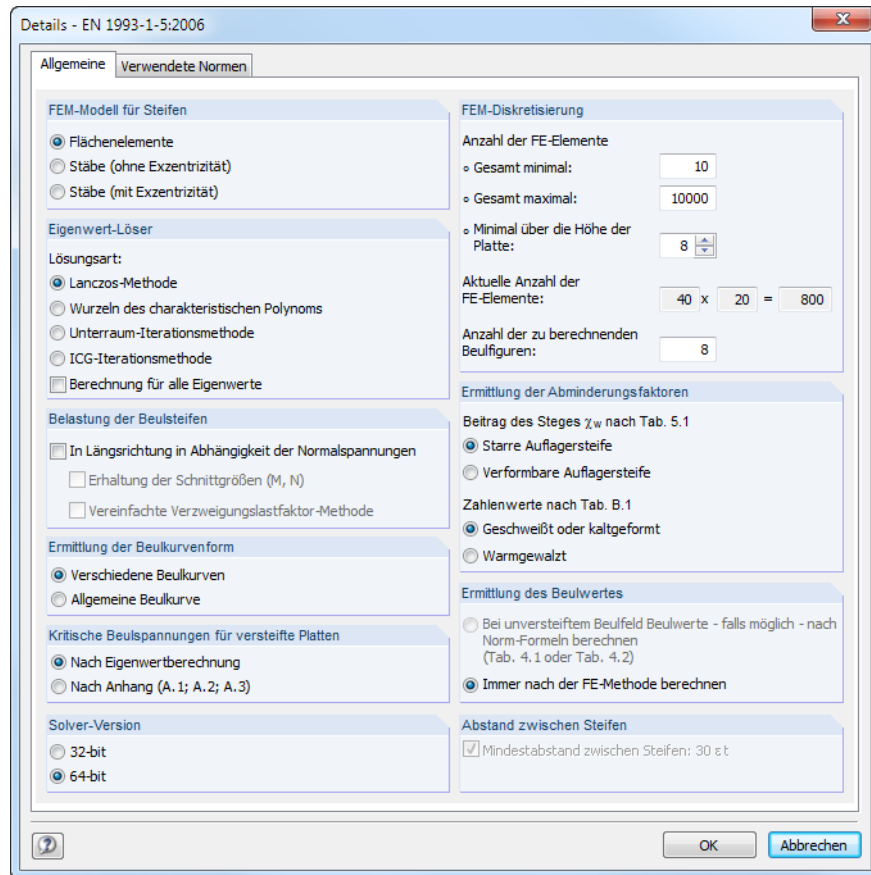 Details - EN 1993-1-5:2006
Allgemeine
Verwendete Normen
FEM-Modell für Steifen
Flächenelemente
Stäbe (ohne Exzentrizität)
Stäbe (mit Exzentrizität)
Eigenwert-Löser
Lösungsart:
Lanczos-Methode
Wurzeln des charakteristischen Polynoms
Unterraum-Iterationsmethode
ICG-Iterationsmethode
Berechnung für alle Eigenwerte
Belastung der Beulsteifen
In Längsrichtung in Abhängigkeit der Normalspannungen
Erhaltung der Schnittgrößen (M, N)
Vereinfachte Verzweigungslastfaktor-Methode
Ermittlung der Beulkurvenform
Verschiedene Beulkurven
Allgemeine Beulkurve
Kritische Beulspannungen für versteifte Platten
Nach Eigenwertberechnung
Nach Anhang (A.1; A.2; A.3)
Solver-Version
32-bit
64-bit
FEM-Diskretisierung
Anzahl der FE-Elemente
Gesamt minimal: 10
Gesamt maximal: 10000
Minimal über die Höhe der
Platte: 8
Aktuelle Anzahl der
FE-Elemente: 40 x 20 = 800
Anzahl der zu berechnenden
Beulfiguren: 8
Ermittlung der Abminderungsfaktoren
Beitrag des Steges χw nach Tab. 5.1
Starre Auflagersteife
Verformbare Auflagersteife
Zahlenwerte nach Tab. B.1
Geschweißt oder kaltgeformt
Warmgewalzt
Ermittlung des Beulwertes
Bei unversteiftem Beulfeld Beulwerte - falls möglich - nach
Norm-Formeln berechnen
(Tab. 4.1 oder Tab. 4.2)
Immer nach der FE-Methode berechnen
Abstand zwischen Steifen
Mindestabstand zwischen Steifen: 30 ε t
OK
Abbrechen